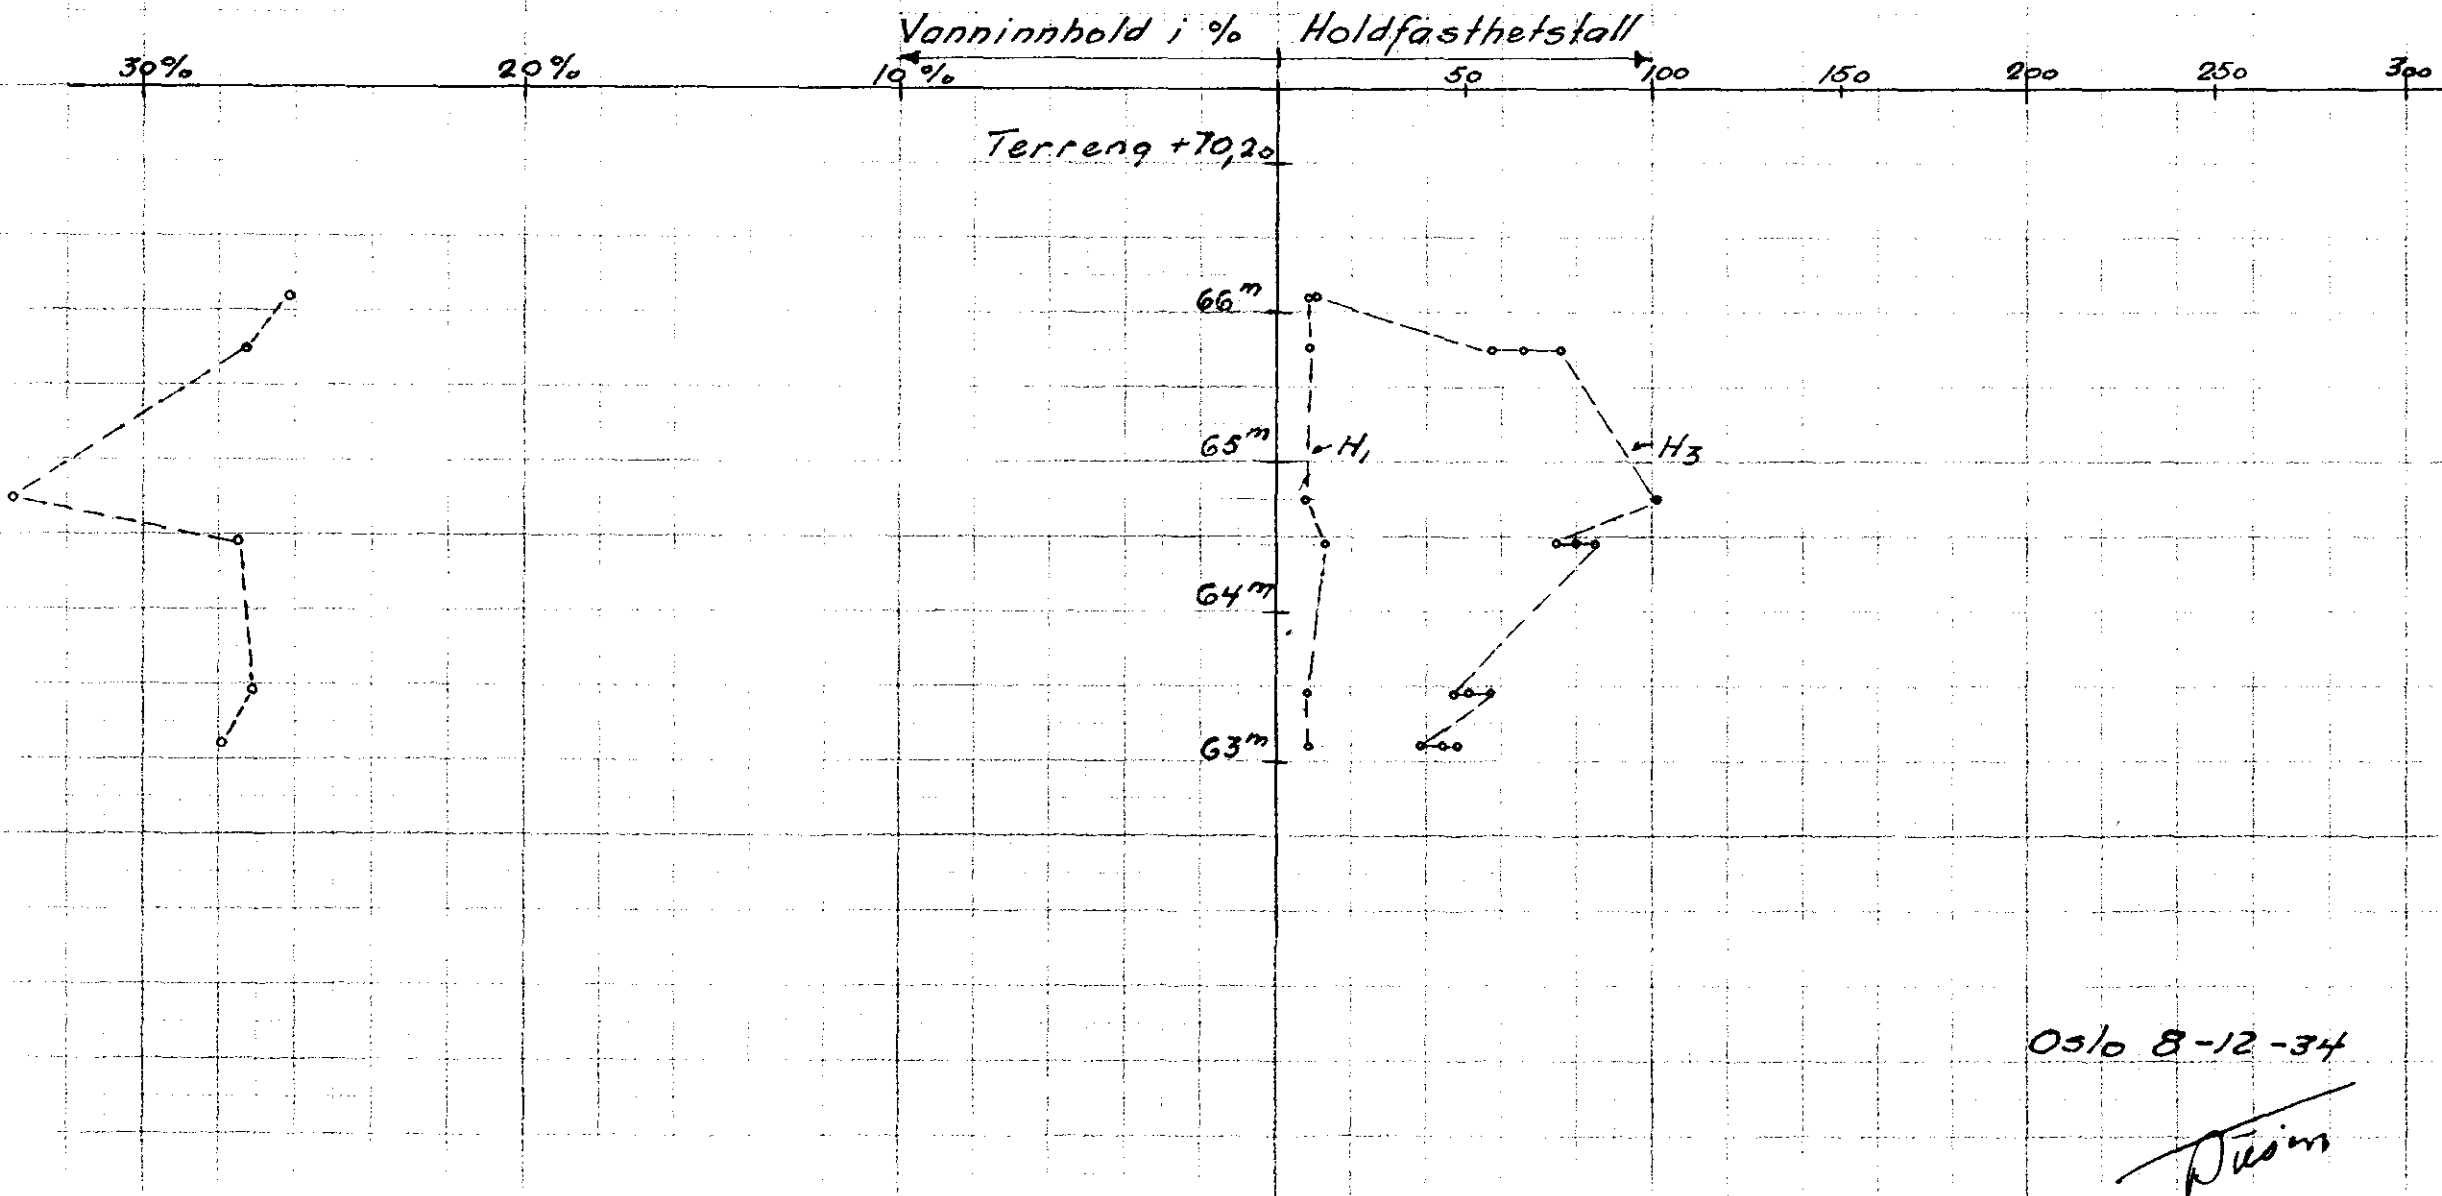 Vanninnhold i % Holdfasthetstall
30% 20% 10% 50 100 150 200 250 300
Terreng +70,20
66m
65m H1 H3
64m
63m
Oslo 8-12-34